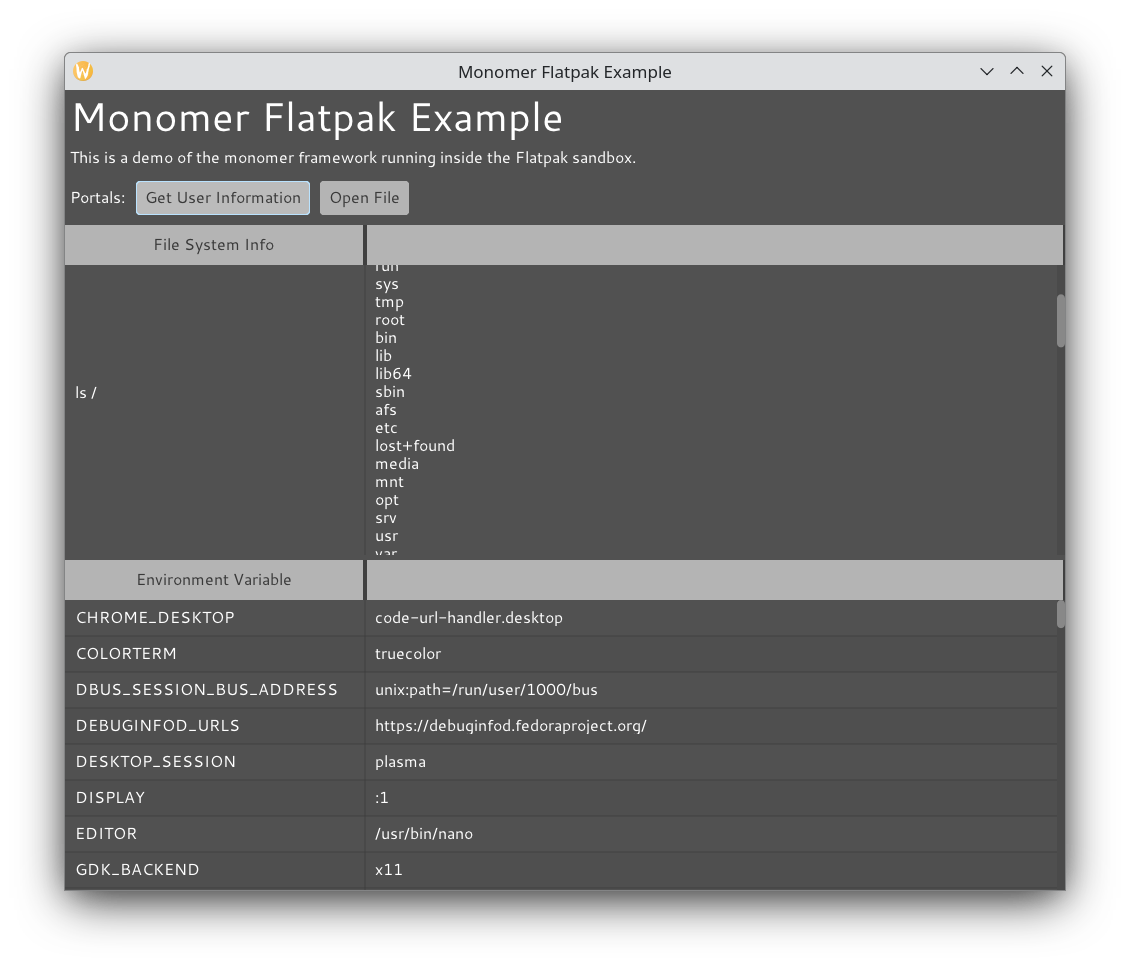 Monomer Flatpak Example
Monomer Flatpak Example
This is a demo of the monomer framework running inside the Flatpak sandbox.
Portals: Get User Information Open File
File System Info
run
sys
tmp
root
bin
lib
lib64
ls /
sbin
afs
etc
lost+found
media
mnt
opt
srv
usr
var
Environment Variable
CHROME_DESKTOP code-url-handler.desktop
COLORTERM truecolor
DBUS_SESSION_BUS_ADDRESS unix:path=/run/user/1000/bus
DEBUGINFOD_URLS https://debuginfod.fedoraproject.org/
DESKTOP_SESSION plasma
DISPLAY :1
EDITOR /usr/bin/nano
GDK_BACKEND x11